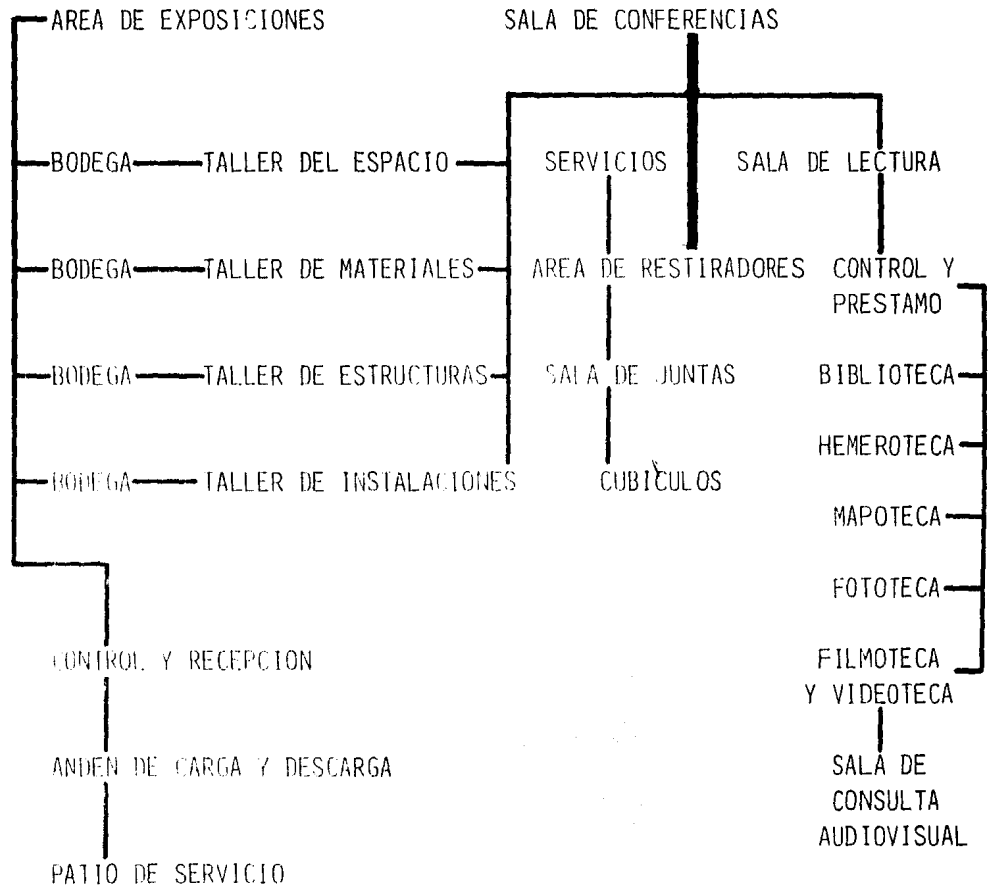 AREA DE EXPOSICIONES
SALA DE CONFERENCIAS
BODEGA
TALLER DEL ESPACIO
SERVICIOS
SALA DE LECTURA
BODEGA
TALLER DE MATERIALES
AREA DE RESTIRADORES
CONTROL Y
PRESTAMO
BODEGA
TALLER DE ESTRUCTURAS
SALA DE JUNTAS
BIBLIOTECA
HEMEROTECA
BODEGA
TALLER DE INSTALACIONES
CUBICULOS
MAPOTECA
FOTOTECA
CONTROL Y RECEPCION
FILMOTECA
Y VIDEOTECA
ANDEN DE CARGA Y DESCARGA
SALA DE
CONSULTA
AUDIOVISUAL
PATIO DE SERVICIO